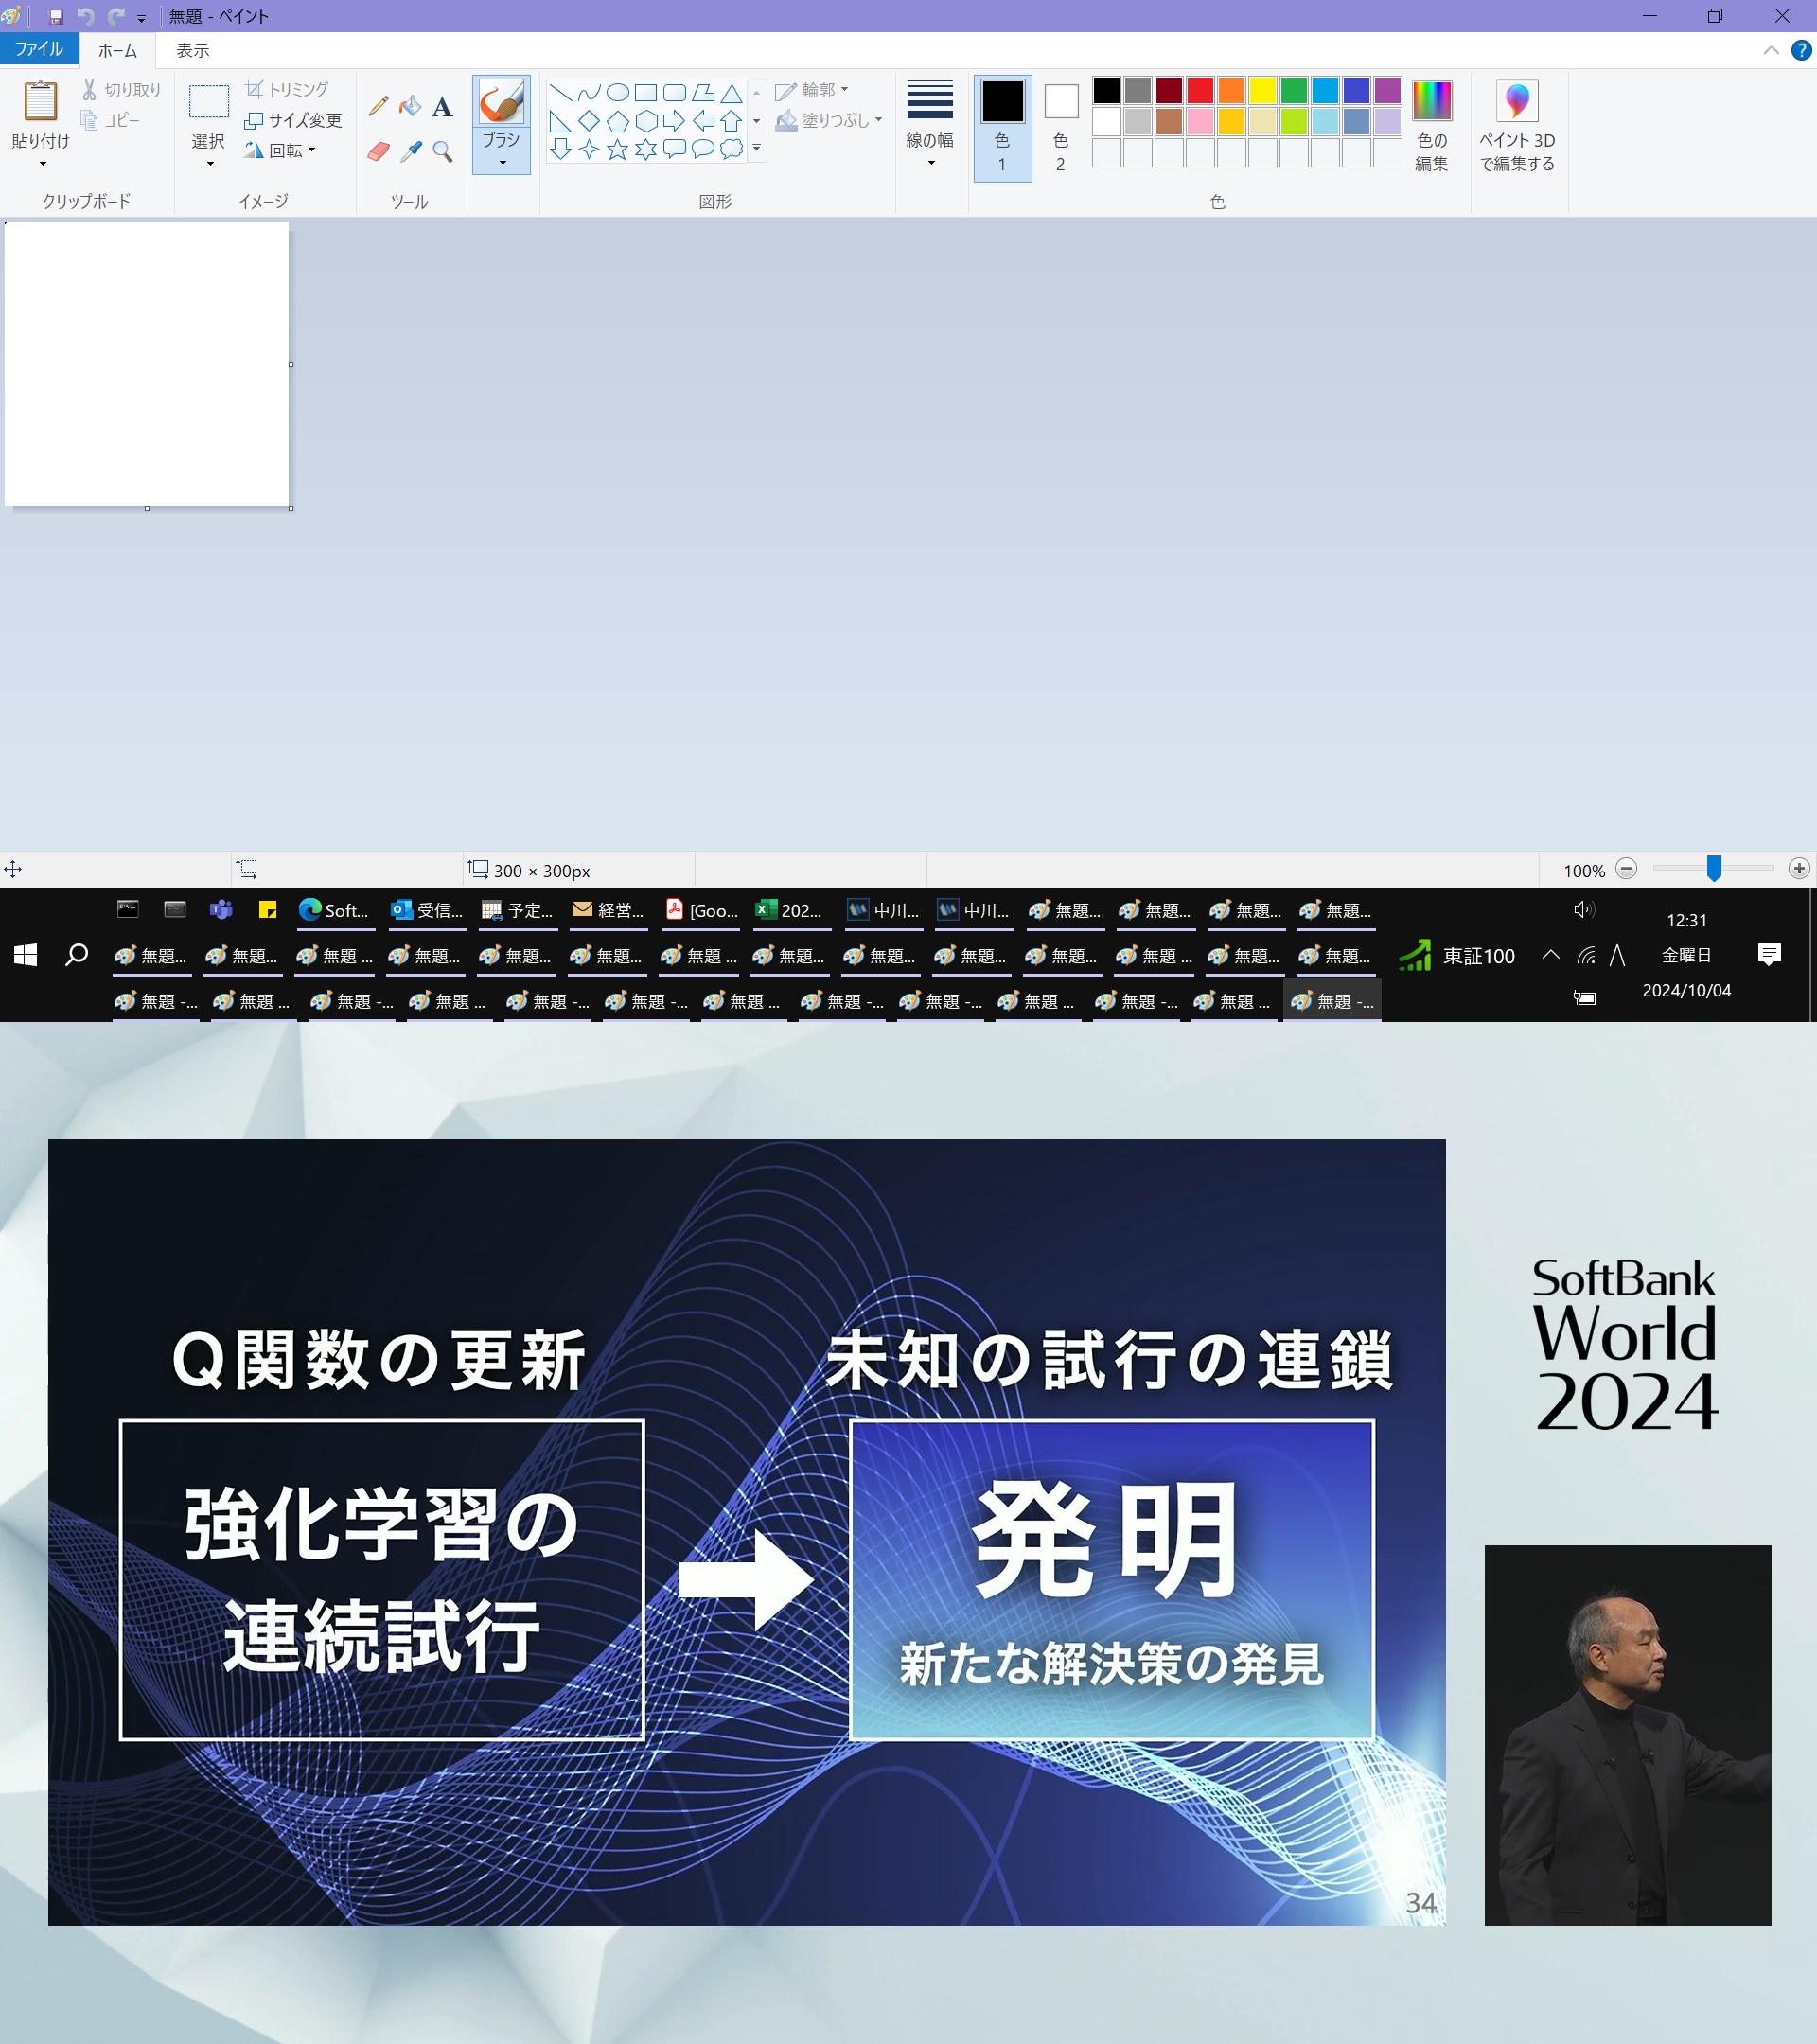 無題 - ペイント
ファイル ホーム 表示
貼り付け
切り取り
コピー
クリップボード
選択
トリミング
サイズ変更
回転
イメージ
A
ツール
ブラシ
輪郭
塗りつぶし
図形
線の幅
色
1
色
2
色の
編集
色
ペイント 3D
で編集する
300 × 300px
100%
Soft... 受信... 予定... 経営... [Goo... 202... 中川... 中川... 無題... 無題... 無題... 無題...
無題... 無題... 無題 ... 無題... 無題... 無題... 無題 ... 無題... 無題... 無題... 無題... 無題 ... 無題... 無題...
無題 -... 無題 ... 無題 -... 無題 ... 無題 -... 無題 -... 無題 ... 無題 -... 無題 -... 無題 ... 無題 -... 無題 ... 無題 -...
東証100
A
12:31
金曜日
2024/10/04
Q関数の更新
強化学習の
連続試行
未知の試行の連鎖
発明
新たな解決策の発見
34
SoftBank
World
2024